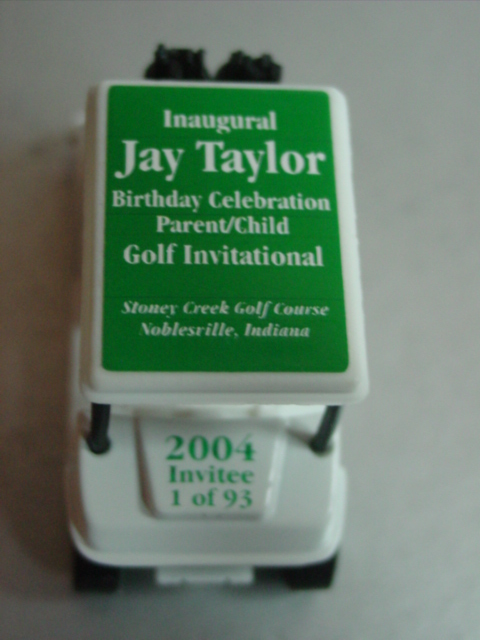 Inaugural
Jay Taylor
Birthday Celebration
Parent/Child
Golf Invitational
Stoney Creek Golf Course
Noblesville, Indiana
2004
Invitee
1 of 93